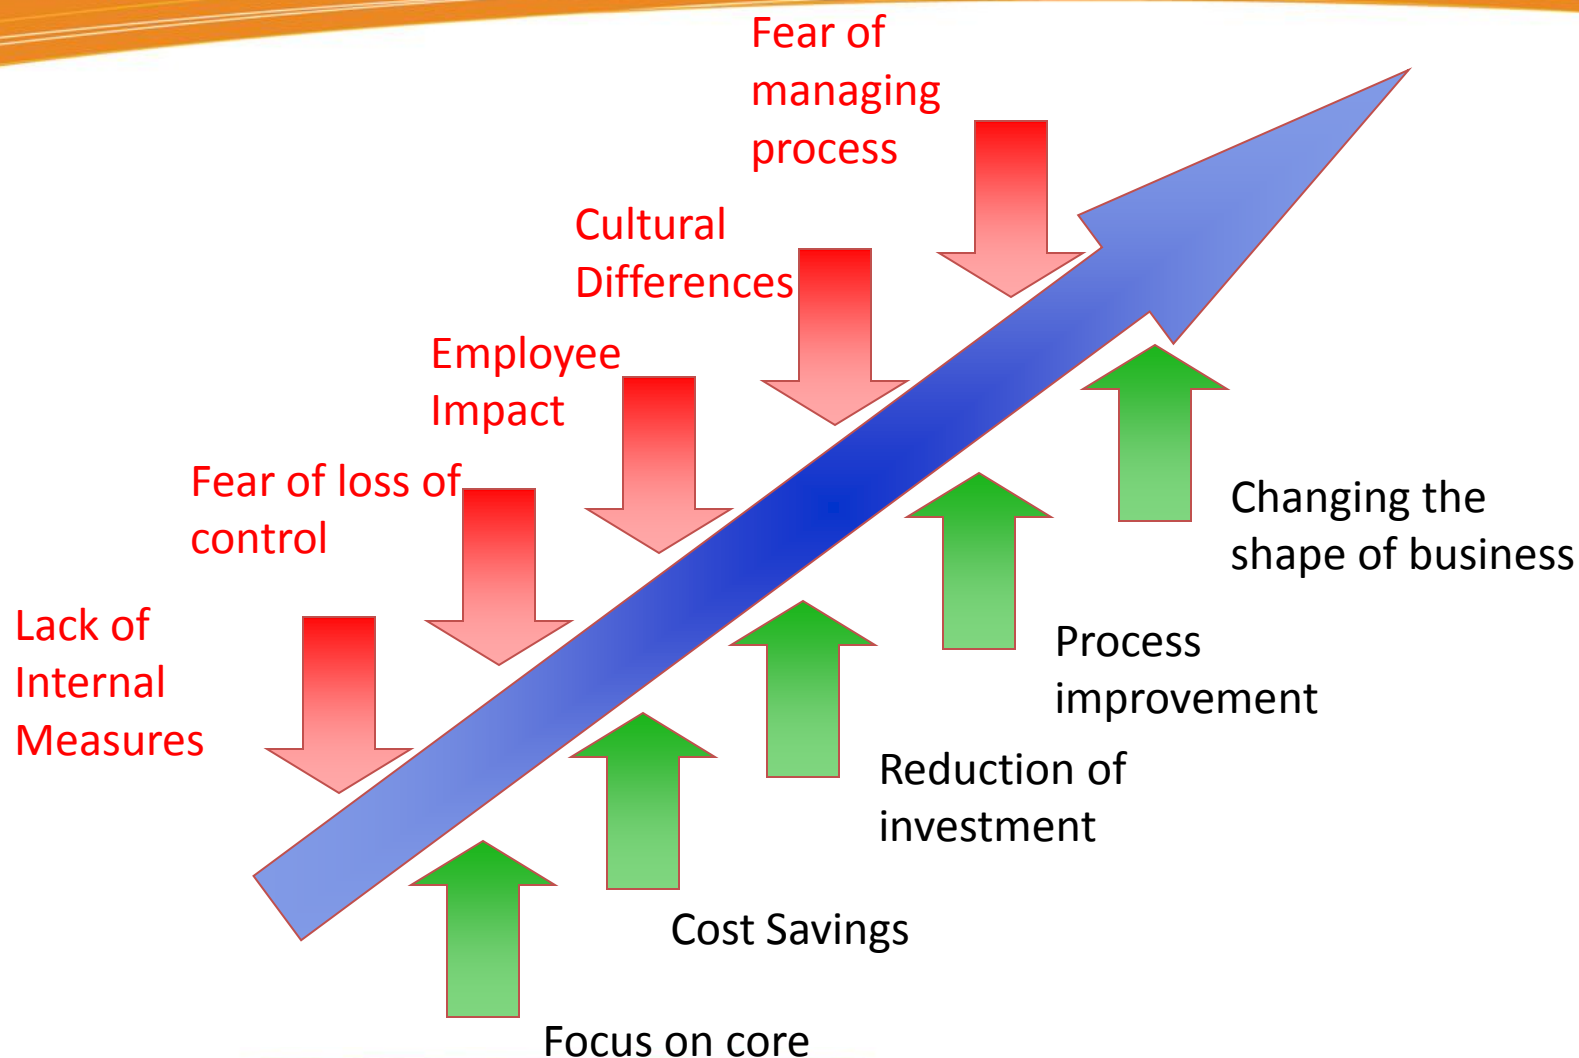 Fear of
managing
process
Cultural
Differences
Employee
Impact
Fear of loss of
control
Lack of
Internal
Measures
Changing the
shape of business
Process
improvement
Reduction of
investment
Cost Savings
Focus on core